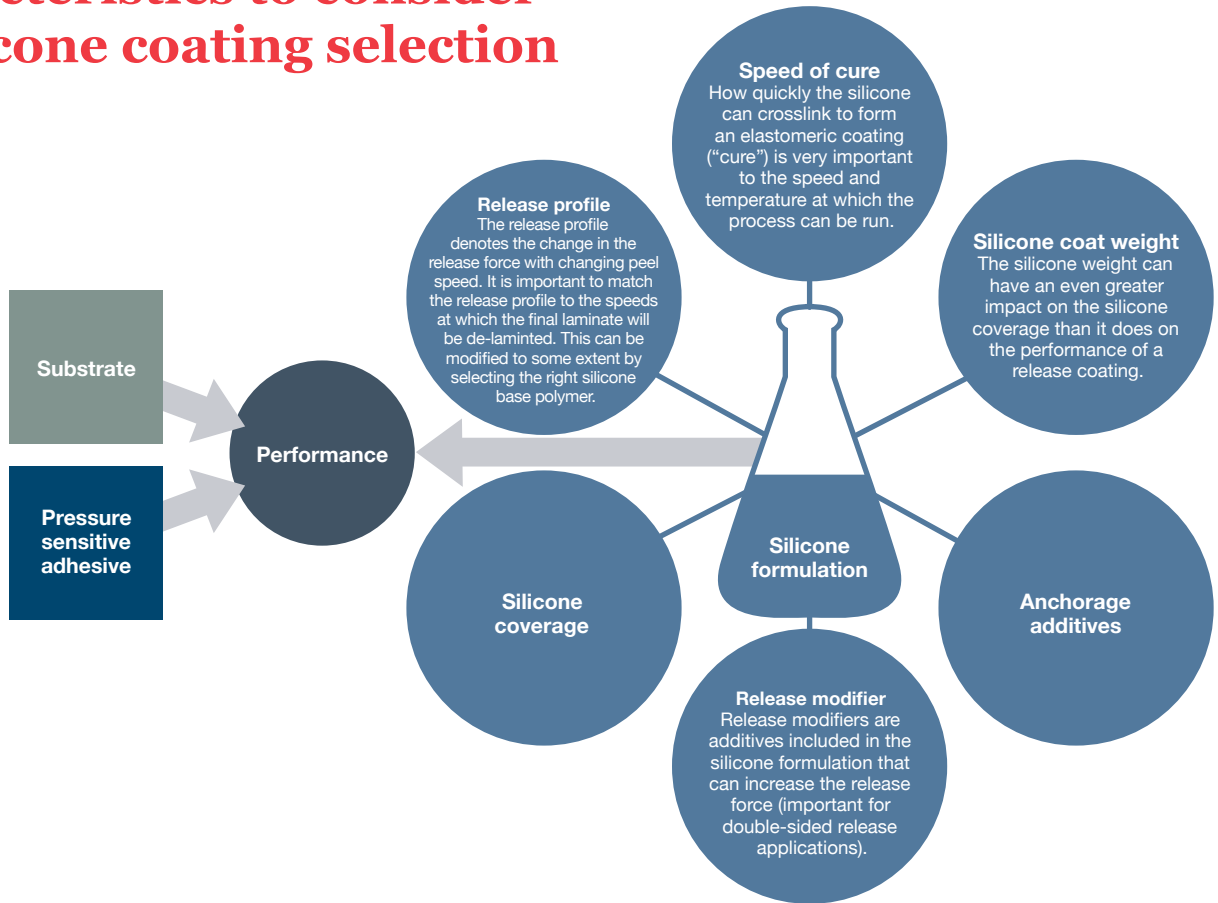 to consider
coating selection
Speed of cure
How quickly the silicone
can crosslink to form
an elastomeric coating
(“cure”) is very important
to the speed and
temperature at which the
process can be run.
Release profile
The release profile
denotes the change in the
release force with changing peel
speed. It is important to match
the release profile to the speeds
at which the final laminate will
be de-laminted. This can be
modified to some extent by
selecting the right silicone
base polymer.
Silicone coat weight
The silicone weight can
have an even greater
impact on the silicone
coverage than it does on
the performance of a
release coating.
Substrate
Performance
Pressure
sensitive
adhesive
Silicone
formulation
Silicone
coverage
Anchorage
additives
Release modifier
Release modifiers are
additives included in the
silicone formulation that
can increase the release
force (important for
double-sided release
applications).